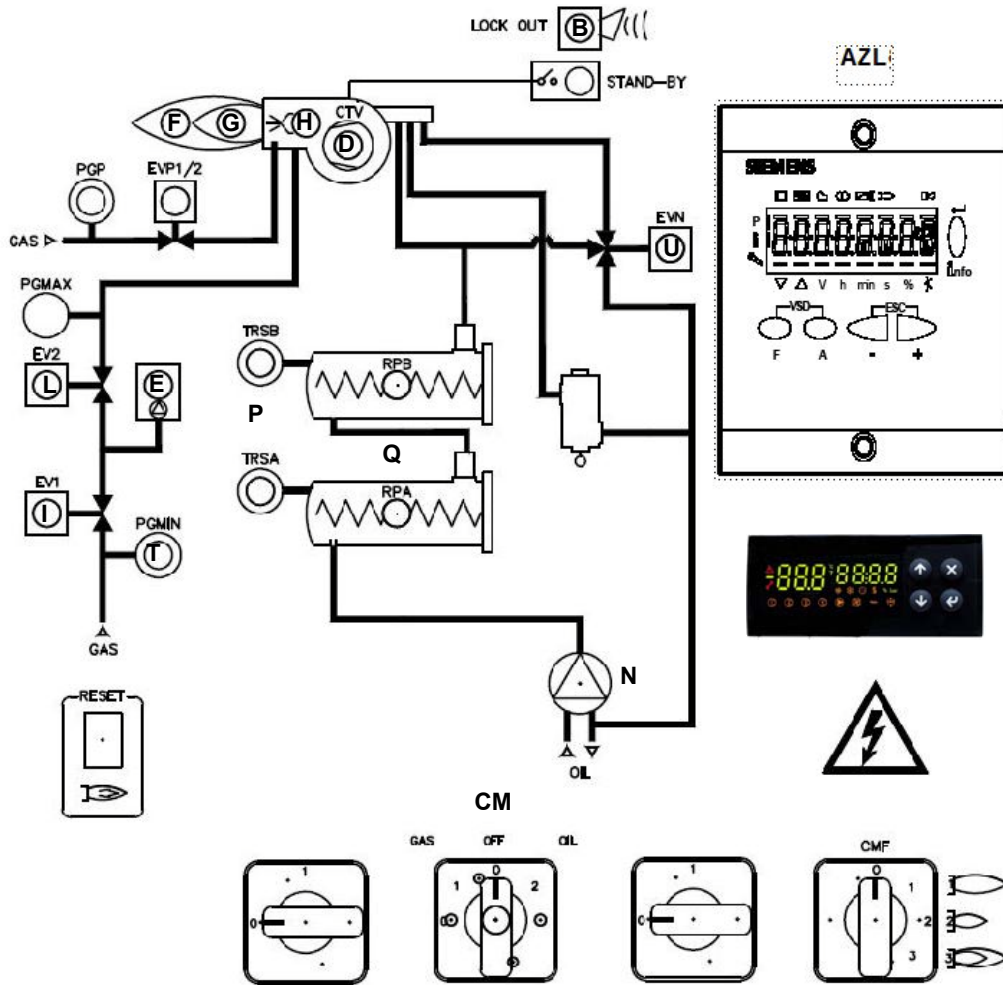 LOCK OUT B
STAND-BY
AZL
CTV
F G H
D
PGP EVP1/2
GAS
SIEMENS
EVN
U
P
V h min s %
Info
VSD ESC
F A - +
PGMAX
EV2
L E
TRSB
RPB
P
Q
TRSA
RPA
EV1
I
PGMIN
T
GAS
N
OIL
RESET
CM
GAS OFF OIL
CMF
0 1
0 1 0 2
0 1
0 1 2 3
2
3